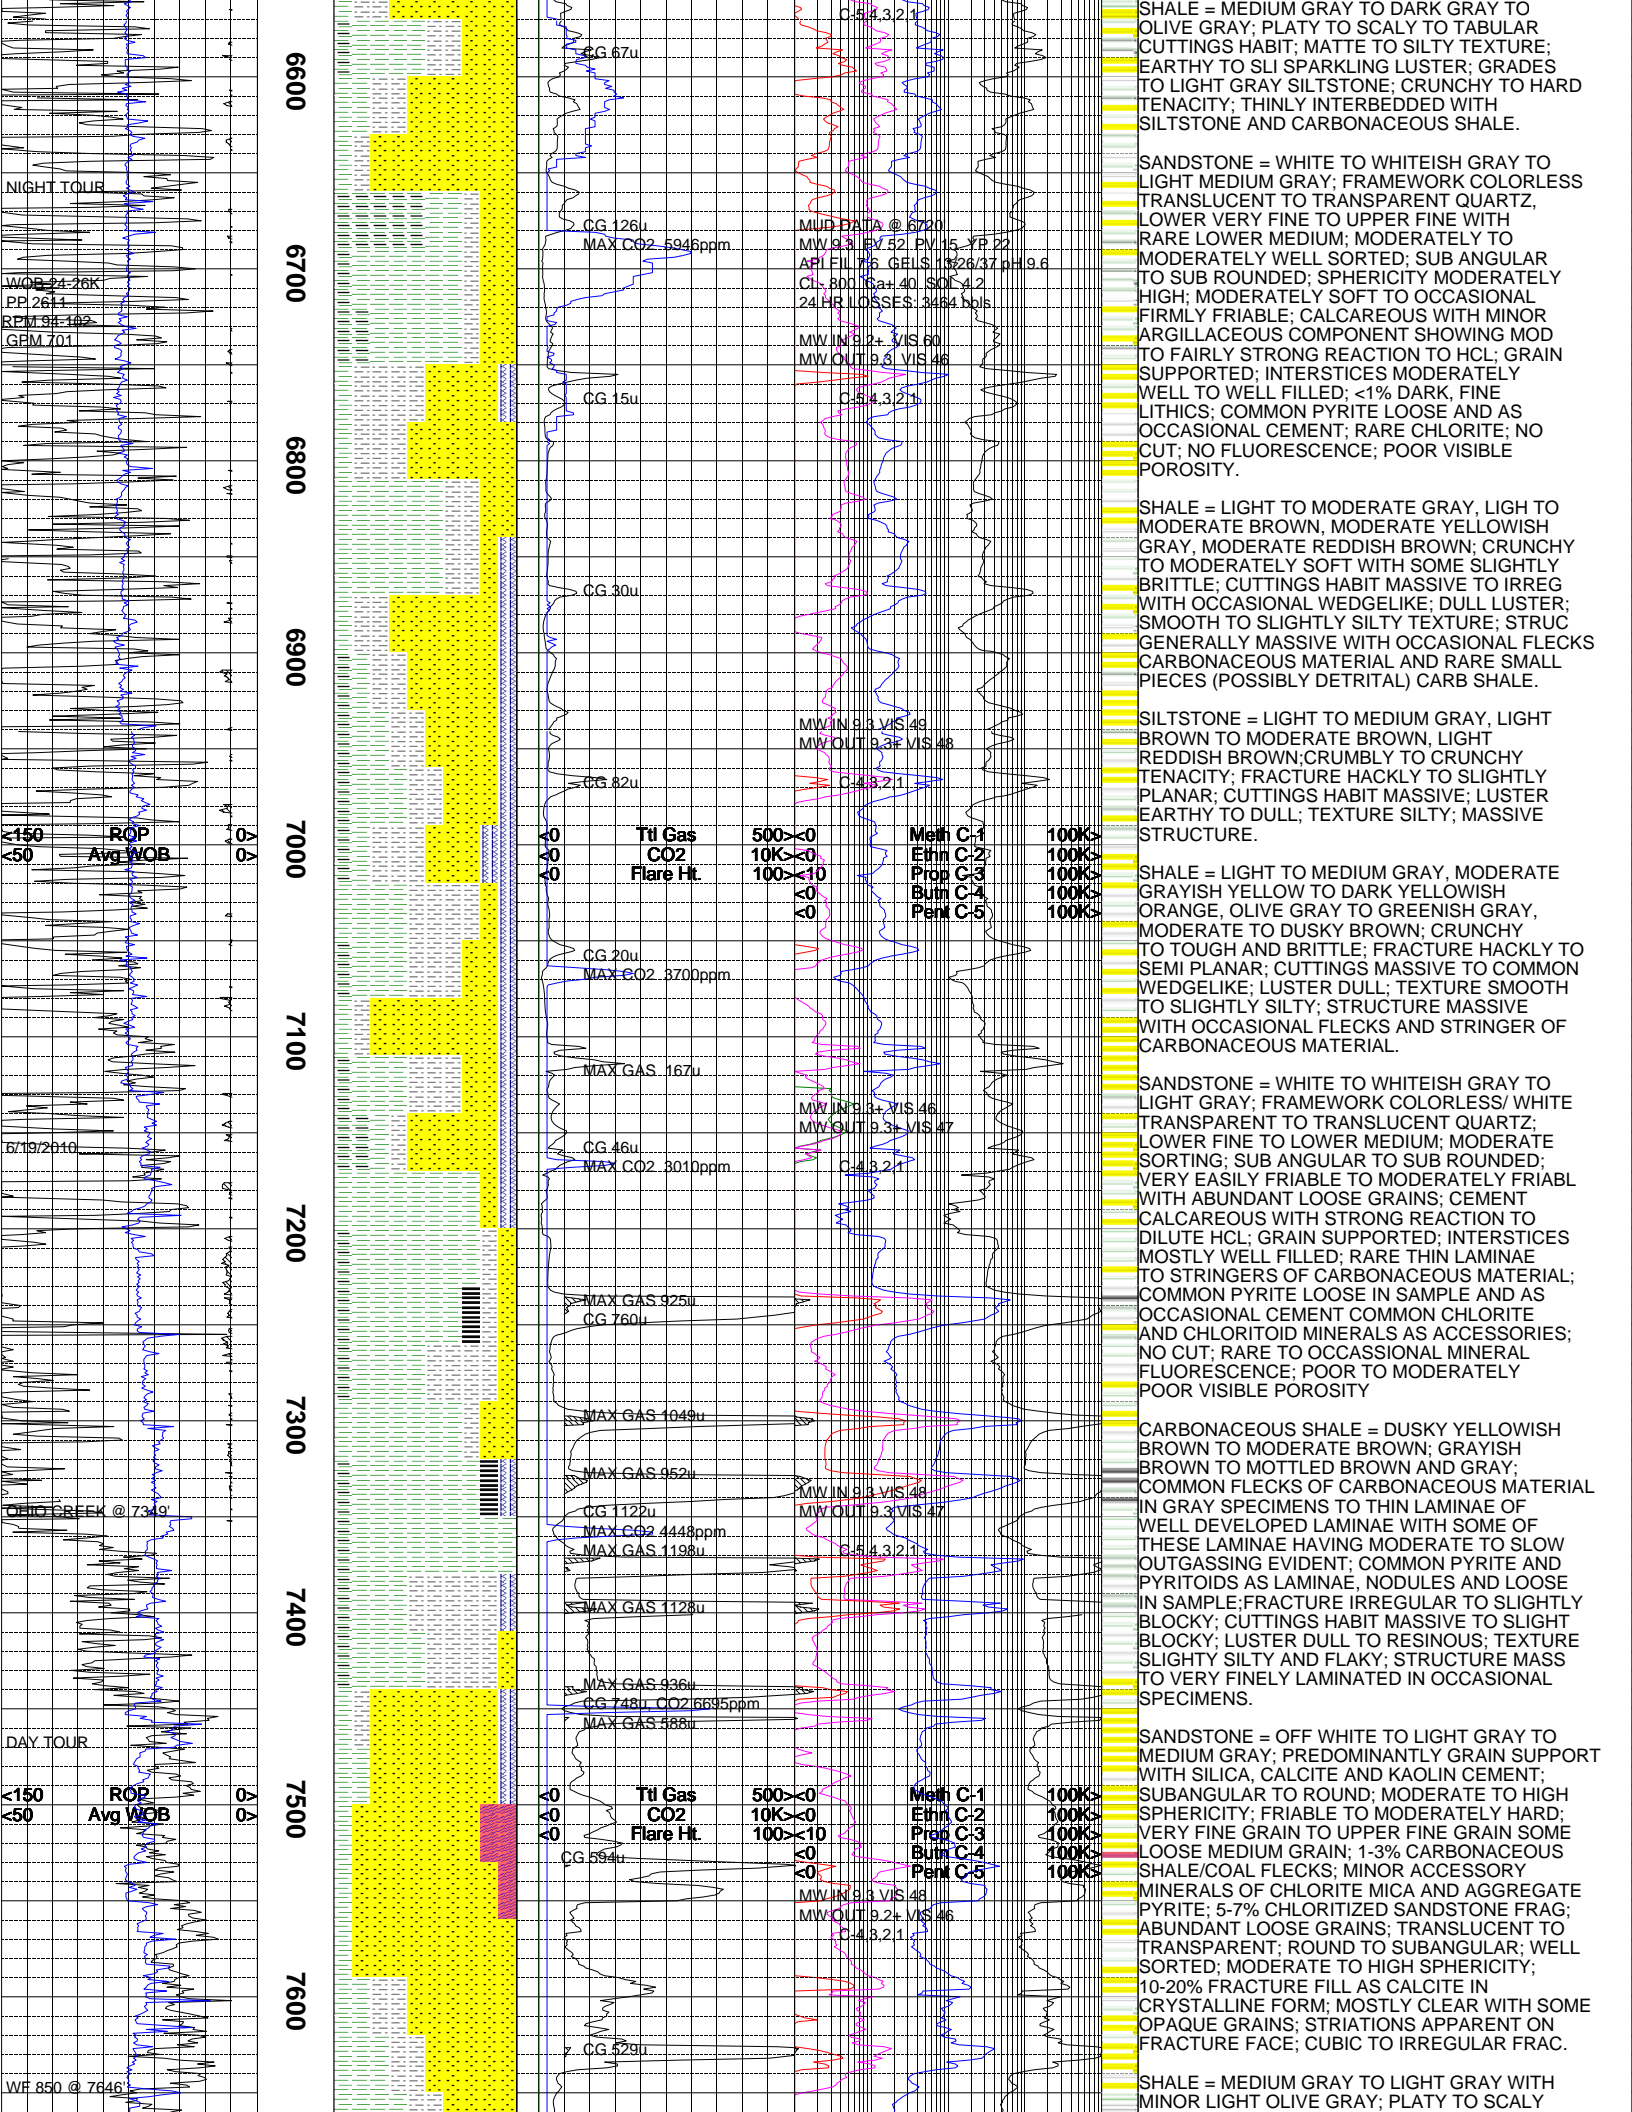 NIGHT TOUR
WOB 24-26K
PP 2611
RPM 94-102
GPM 701
<150 ROP 0>
<50 Avg WOB 0>
6/19/2010
OHIO CREEK @ 7349'
DAY TOUR
<150 ROP 0>
<50 Avg WOB 0>
WF 850 @ 7646'
6600
6700
6800
6900
7000
7100
7200
7300
7400
7500
7600
CG 67u
CG 126u
MAX CO2 5946ppm
CG 15u
CG 30u
CG 82u
<0 Ttl Gas 500>
<0 CO2 10K>
<0 Flare Ht. 100>
CG 20u
MAX CO2 3700ppm
MAX GAS 167u
CG 46u
MAX CO2 3010ppm
MAX GAS 925u
CG 760u
MAX GAS 1049u
MAX GAS 952u
CG 1122u
MAX CO2 4448ppm
MAX GAS 1198u
MAX GAS 1128u
MAX GAS 936u
CG 748u, CO2 6695ppm
MAX GAS 588u
<0 Ttl Gas 500>
<0 CO2 10K>
<0 Flare Ht. 100>
CG 594u
CG 529u
C-5,4,3,2,1
MUD DATA @ 6720
MW 9.3 FV 52 PV 15 YP 22
API FIL 7.6 GELS 13/26/37 pH 9.6
CL- 800 Ca+ 40 SOL 4.2
24 HR LOSSES: 3464 bbls
MW IN 9.2+ VIS 60
MW OUT 9.3 VIS 46
C-5,4,3,2,1
MW IN 9.3 VIS 49
MW OUT 9.3+ VIS 48
C-4,3,2,1
<0 Meth C-1 100K>
<0 Ethn C-2 100K>
<10 Prop C-3 100K>
<0 Butn C-4 100K>
<0 Pent C-5 100K>
MW IN 9.3+ VIS 46
MW OUT 9.3+ VIS 47
C-4,3,2,1
MW IN 9.3 VIS 48
MW OUT 9.3 VIS 47
C-5,4,3,2,1
<0 Meth C-1 100K>
<0 Ethn C-2 100K>
<10 Prop C-3 100K>
<0 Butn C-4 100K>
<0 Pent C-5 100K>
MW IN 9.3 VIS 48
MW OUT 9.2+ VIS 46
C-4,3,2,1
SHALE = MEDIUM GRAY TO DARK GRAY TO
OLIVE GRAY; PLATY TO SCALY TO TABULAR
CUTTINGS HABIT; MATTE TO SILTY TEXTURE;
EARTHY TO SLI SPARKLING LUSTER; GRADES
TO LIGHT GRAY SILTSTONE; CRUNCHY TO HARD
TENACITY; THINLY INTERBEDDED WITH
SILTSTONE AND CARBONACEOUS SHALE.
SANDSTONE = WHITE TO WHITEISH GRAY TO
LIGHT MEDIUM GRAY; FRAMEWORK COLORLESS
TRANSLUCENT TO TRANSPARENT QUARTZ,
LOWER VERY FINE TO UPPER FINE WITH
RARE LOWER MEDIUM; MODERATELY TO
MODERATELY WELL SORTED; SUB ANGULAR
TO SUB ROUNDED; SPHERICITY MODERATELY
HIGH; MODERATELY SOFT TO OCCASIONAL
FIRMLY FRIABLE; CALCAREOUS WITH MINOR
ARGILLACEOUS COMPONENT SHOWING MOD
TO FAIRLY STRONG REACTION TO HCL; GRAIN
SUPPORTED; INTERSTICES MODERATELY
WELL TO WELL FILLED; <1% DARK, FINE
LITHICS; COMMON PYRITE LOOSE AND AS
OCCASIONAL CEMENT; RARE CHLORITE; NO
CUT; NO FLUORESCENCE; POOR VISIBLE
POROSITY.
SHALE = LIGHT TO MODERATE GRAY, LIGH TO
MODERATE BROWN, MODERATE YELLOWISH
GRAY, MODERATE REDDISH BROWN; CRUNCHY
TO MODERATELY SOFT WITH SOME SLIGHTLY
BRITTLE; CUTTINGS HABIT MASSIVE TO IRREG
WITH OCCASIONAL WEDGELIKE; DULL LUSTER;
SMOOTH TO SLIGHTLY SILTY TEXTURE; STRUC
GENERALLY MASSIVE WITH OCCASIONAL FLECKS
CARBONACEOUS MATERIAL AND RARE SMALL
PIECES (POSSIBLY DETRITAL) CARB SHALE.
SILTSTONE = LIGHT TO MEDIUM GRAY, LIGHT
BROWN TO MODERATE BROWN, LIGHT
REDDISH BROWN;CRUMBLY TO CRUNCHY
TENACITY; FRACTURE HACKLY TO SLIGHTLY
PLANAR; CUTTINGS HABIT MASSIVE; LUSTER
EARTHY TO DULL; TEXTURE SILTY; MASSIVE
STRUCTURE.
SHALE = LIGHT TO MEDIUM GRAY, MODERATE
GRAYISH YELLOW TO DARK YELLOWISH
ORANGE, OLIVE GRAY TO GREENISH GRAY,
MODERATE TO DUSKY BROWN; CRUNCHY
TO TOUGH AND BRITTLE; FRACTURE HACKLY TO
SEMI PLANAR; CUTTINGS MASSIVE TO COMMON
WEDGELIKE; LUSTER DULL; TEXTURE SMOOTH
TO SLIGHTLY SILTY; STRUCTURE MASSIVE
WITH OCCASIONAL FLECKS AND STRINGER OF
CARBONACEOUS MATERIAL.
SANDSTONE = WHITE TO WHITEISH GRAY TO
LIGHT GRAY; FRAMEWORK COLORLESS/ WHITE
TRANSPARENT TO TRANSLUCENT QUARTZ;
LOWER FINE TO LOWER MEDIUM; MODERATE
SORTING; SUB ANGULAR TO SUB ROUNDED;
VERY EASILY FRIABLE TO MODERATELY FRIABL
WITH ABUNDANT LOOSE GRAINS; CEMENT
CALCAREOUS WITH STRONG REACTION TO
DILUTE HCL; GRAIN SUPPORTED; INTERSTICES
MOSTLY WELL FILLED; RARE THIN LAMINAE
TO STRINGERS OF CARBONACEOUS MATERIAL;
COMMON PYRITE LOOSE IN SAMPLE AND AS
OCCASIONAL CEMENT COMMON CHLORITE
AND CHLORITOID MINERALS AS ACCESSORIES;
NO CUT; RARE TO OCCASSIONAL MINERAL
FLUORESCENCE; POOR TO MODERATELY
POOR VISIBLE POROSITY
CARBONACEOUS SHALE = DUSKY YELLOWISH
BROWN TO MODERATE BROWN; GRAYISH
BROWN TO MOTTLED BROWN AND GRAY;
COMMON FLECKS OF CARBONACEOUS MATERIAL
IN GRAY SPECIMENS TO THIN LAMINAE OF
WELL DEVELOPED LAMINAE WITH SOME OF
THESE LAMINAE HAVING MODERATE TO SLOW
OUTGASSING EVIDENT; COMMON PYRITE AND
PYRITOIDS AS LAMINAE, NODULES AND LOOSE
IN SAMPLE;FRACTURE IRREGULAR TO SLIGHTLY
BLOCKY; CUTTINGS HABIT MASSIVE TO SLIGHT
BLOCKY; LUSTER DULL TO RESINOUS; TEXTURE
SLIGHTY SILTY AND FLAKY; STRUCTURE MASS
TO VERY FINELY LAMINATED IN OCCASIONAL
SPECIMENS.
SANDSTONE = OFF WHITE TO LIGHT GRAY TO
MEDIUM GRAY; PREDOMINANTLY GRAIN SUPPORT
WITH SILICA, CALCITE AND KAOLIN CEMENT;
SUBANGULAR TO ROUND; MODERATE TO HIGH
SPHERICITY; FRIABLE TO MODERATELY HARD;
VERY FINE GRAIN TO UPPER FINE GRAIN SOME
LOOSE MEDIUM GRAIN; 1-3% CARBONACEOUS
SHALE/COAL FLECKS; MINOR ACCESSORY
MINERALS OF CHLORITE MICA AND AGGREGATE
PYRITE; 5-7% CHLORITIZED SANDSTONE FRAG;
ABUNDANT LOOSE GRAINS; TRANSLUCENT TO
TRANSPARENT; ROUND TO SUBANGULAR; WELL
SORTED; MODERATE TO HIGH SPHERICITY;
10-20% FRACTURE FILL AS CALCITE IN
CRYSTALLINE FORM; MOSTLY CLEAR WITH SOME
OPAQUE GRAINS; STRIATIONS APPARENT ON
FRACTURE FACE; CUBIC TO IRREGULAR FRAC.
SHALE = MEDIUM GRAY TO LIGHT GRAY WITH
MINOR LIGHT OLIVE GRAY; PLATY TO SCALY